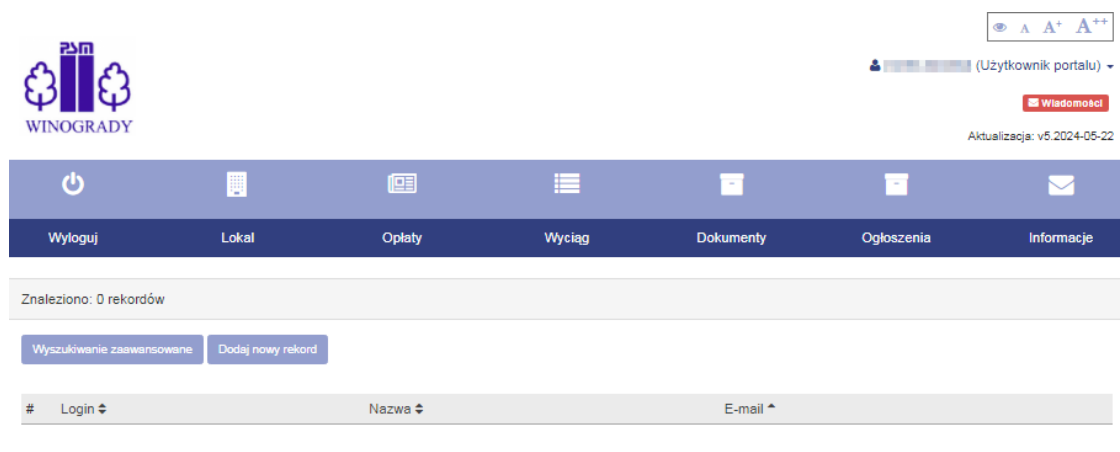 A A+ A++
PSM
WINOGRADY
(Użytkownik portalu)
Wiadomości
Aktualizacja: v5.2024-05-22
Wyloguj Lokal Opłaty Wyciąg Dokumenty Ogłoszenia Informacje
Znaleziono: 0 rekordów
Wyszukiwanie zaawansowane Dodaj nowy rekord
# Login Nazwa E-mail